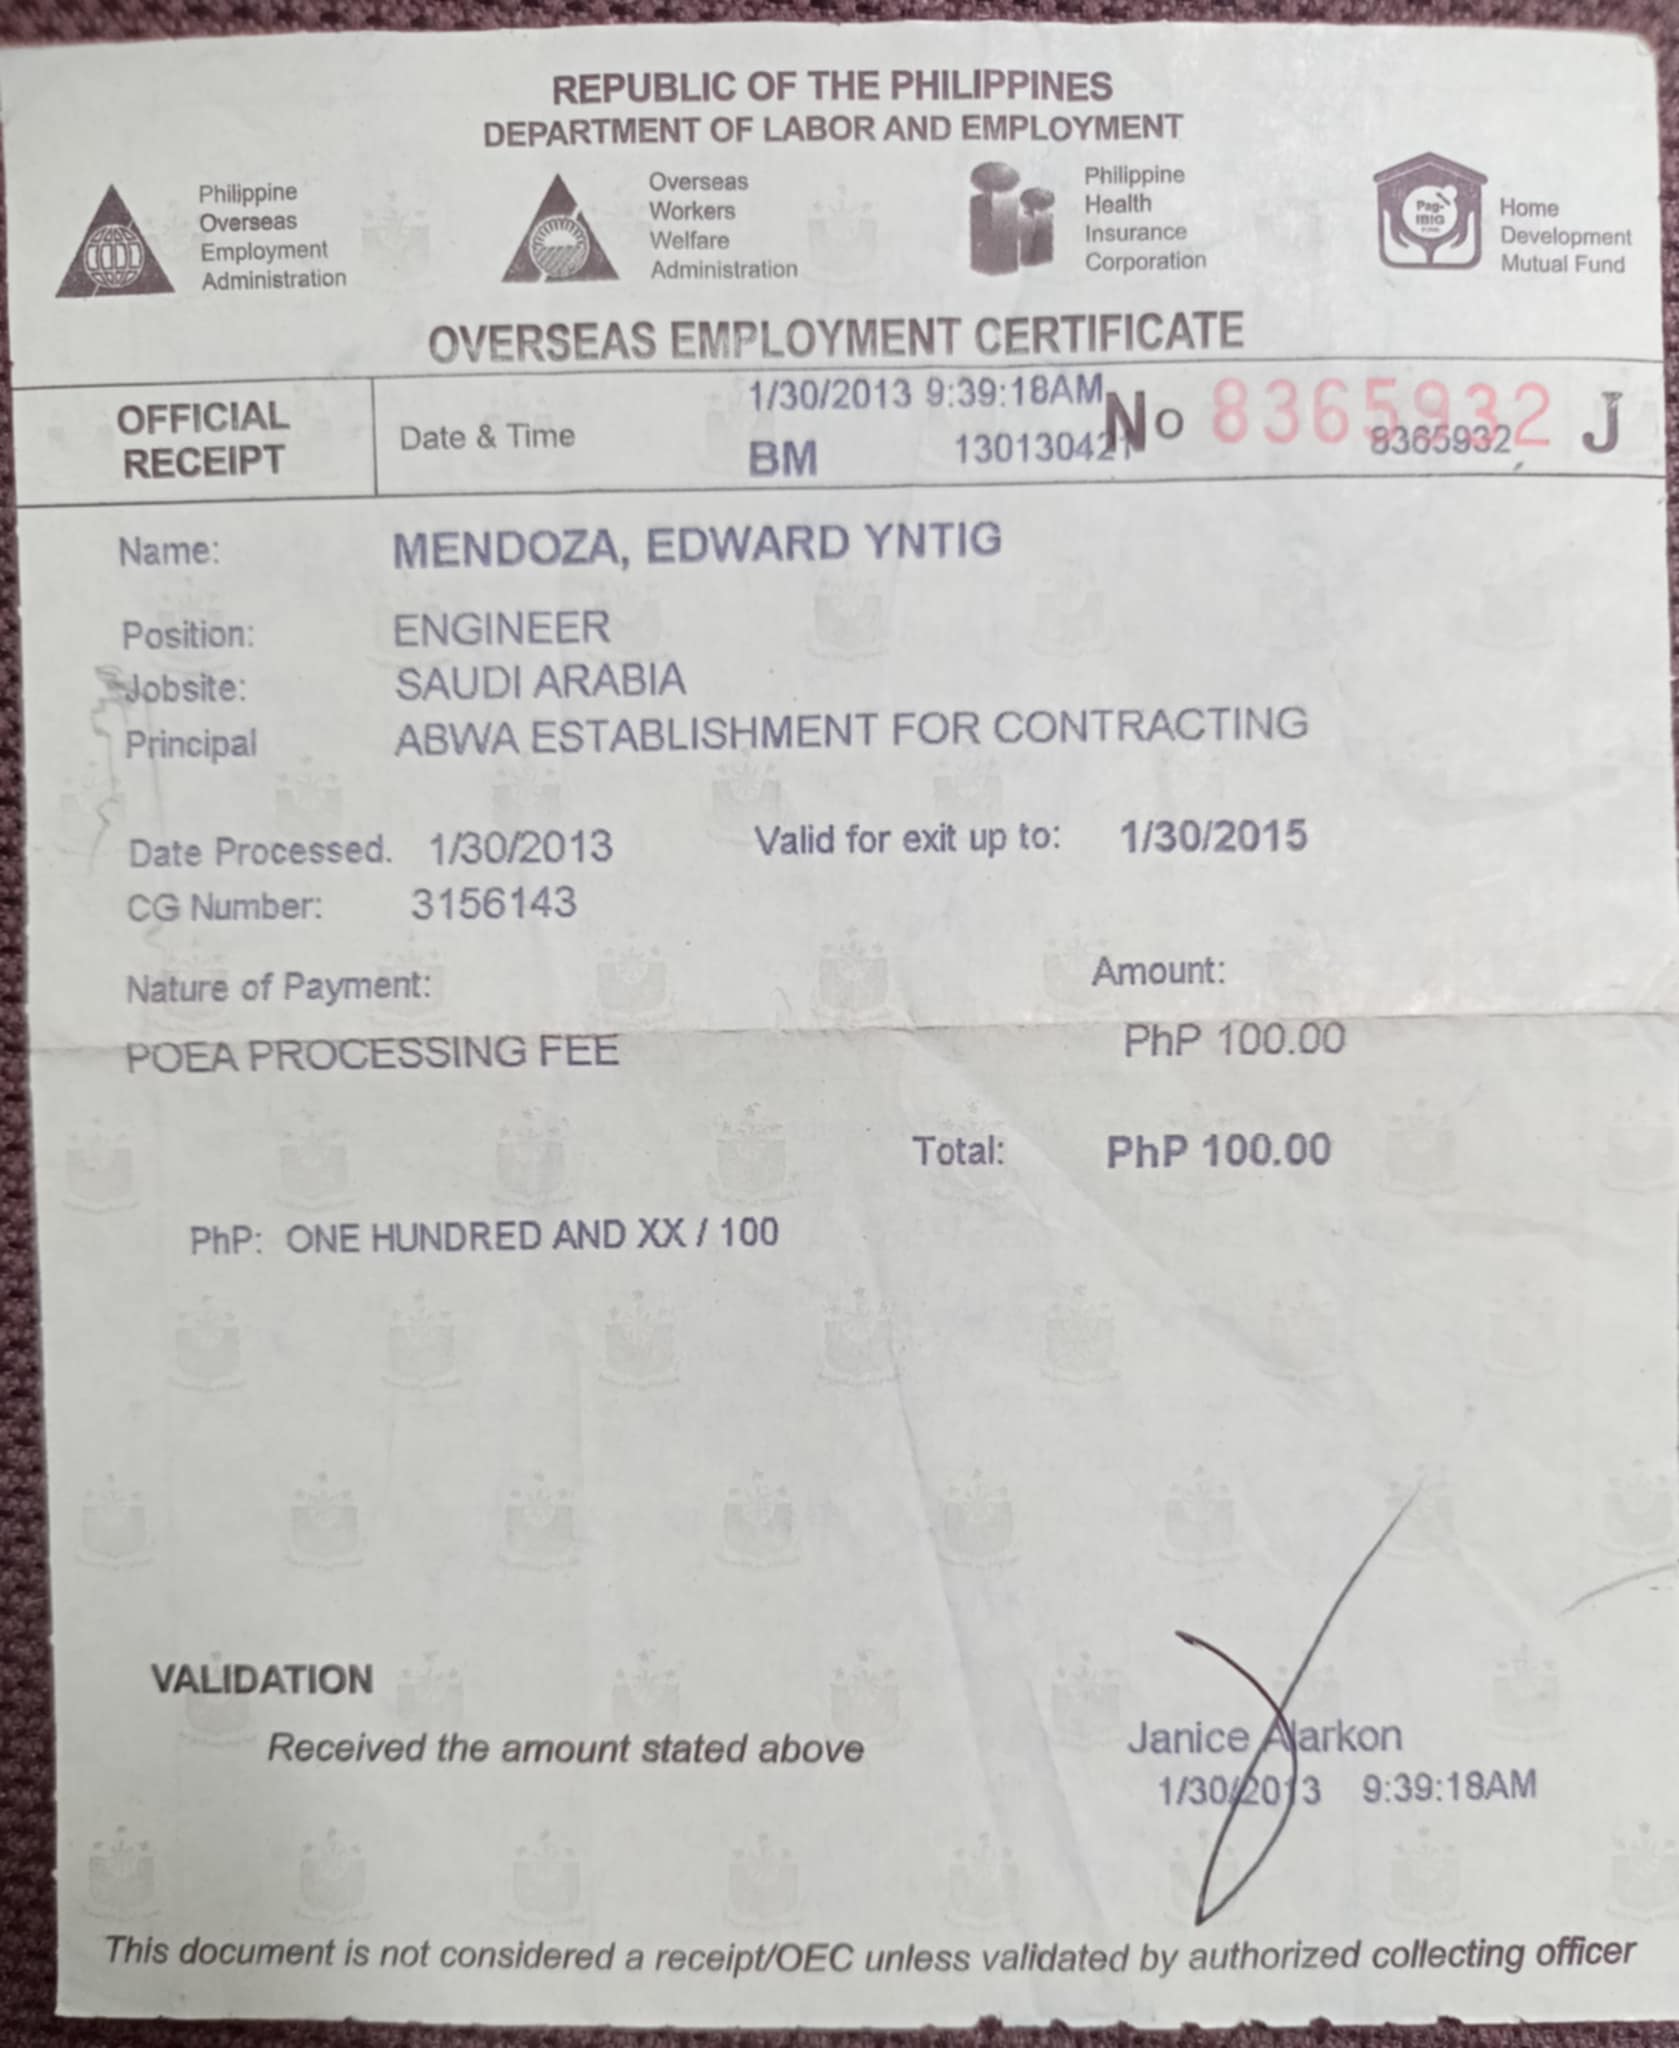 REPUBLIC OF THE PHILIPPINES
DEPARTMENT OF LABOR AND EMPLOYMENT
Philippine
Overseas
Employment
Administration
Overseas
Workers
Welfare
Administration
Philippine
Health
Insurance
Corporation
Pag-
IBIG
Home
Development
Mutual Fund
OVERSEAS EMPLOYMENT CERTIFICATE
OFFICIAL
RECEIPT
Date & Time
1/30/2013 9:39:18AM
BM 130130421
No 8365932 J
8365932
Name: MENDOZA, EDWARD YNTIG
Position: ENGINEER
Jobsite: SAUDI ARABIA
Principal ABWA ESTABLISHMENT FOR CONTRACTING
Date Processed. 1/30/2013 Valid for exit up to: 1/30/2015
CG Number: 3156143
Nature of Payment: Amount:
POEA PROCESSING FEE PhP 100.00
Total: PhP 100.00
PhP: ONE HUNDRED AND XX / 100
VALIDATION
Received the amount stated above
Janice Alarkon
1/30/2013 9:39:18AM
This document is not considered a receipt/OEC unless validated by authorized collecting officer